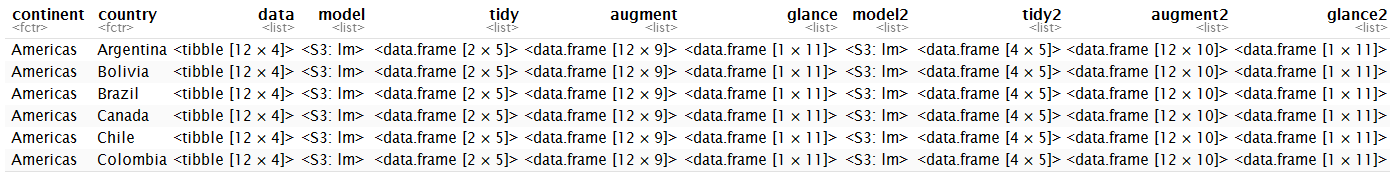 continent country data model tidy augment glance model2 tidy2 augment2 glance2
<fctr> <fctr> <list> <list> <list> <list> <list> <list> <list> <list> <list>
Americas Argentina <tibble [12 × 4]> <S3: lm> <data.frame [2 × 5]> <data.frame [12 × 9]> <data.frame [1 × 11]> <S3: lm> <data.frame [4 × 5]> <data.frame [12 × 10]> <data.frame [1 × 11]>
Americas Bolivia <tibble [12 × 4]> <S3: lm> <data.frame [2 × 5]> <data.frame [12 × 9]> <data.frame [1 × 11]> <S3: lm> <data.frame [4 × 5]> <data.frame [12 × 10]> <data.frame [1 × 11]>
Americas Brazil <tibble [12 × 4]> <S3: lm> <data.frame [2 × 5]> <data.frame [12 × 9]> <data.frame [1 × 11]> <S3: lm> <data.frame [4 × 5]> <data.frame [12 × 10]> <data.frame [1 × 11]>
Americas Canada <tibble [12 × 4]> <S3: lm> <data.frame [2 × 5]> <data.frame [12 × 9]> <data.frame [1 × 11]> <S3: lm> <data.frame [4 × 5]> <data.frame [12 × 10]> <data.frame [1 × 11]>
Americas Chile <tibble [12 × 4]> <S3: lm> <data.frame [2 × 5]> <data.frame [12 × 9]> <data.frame [1 × 11]> <S3: lm> <data.frame [4 × 5]> <data.frame [12 × 10]> <data.frame [1 × 11]>
Americas Colombia <tibble [12 × 4]> <S3: lm> <data.frame [2 × 5]> <data.frame [12 × 9]> <data.frame [1 × 11]> <S3: lm> <data.frame [4 × 5]> <data.frame [12 × 10]> <data.frame [1 × 11]>